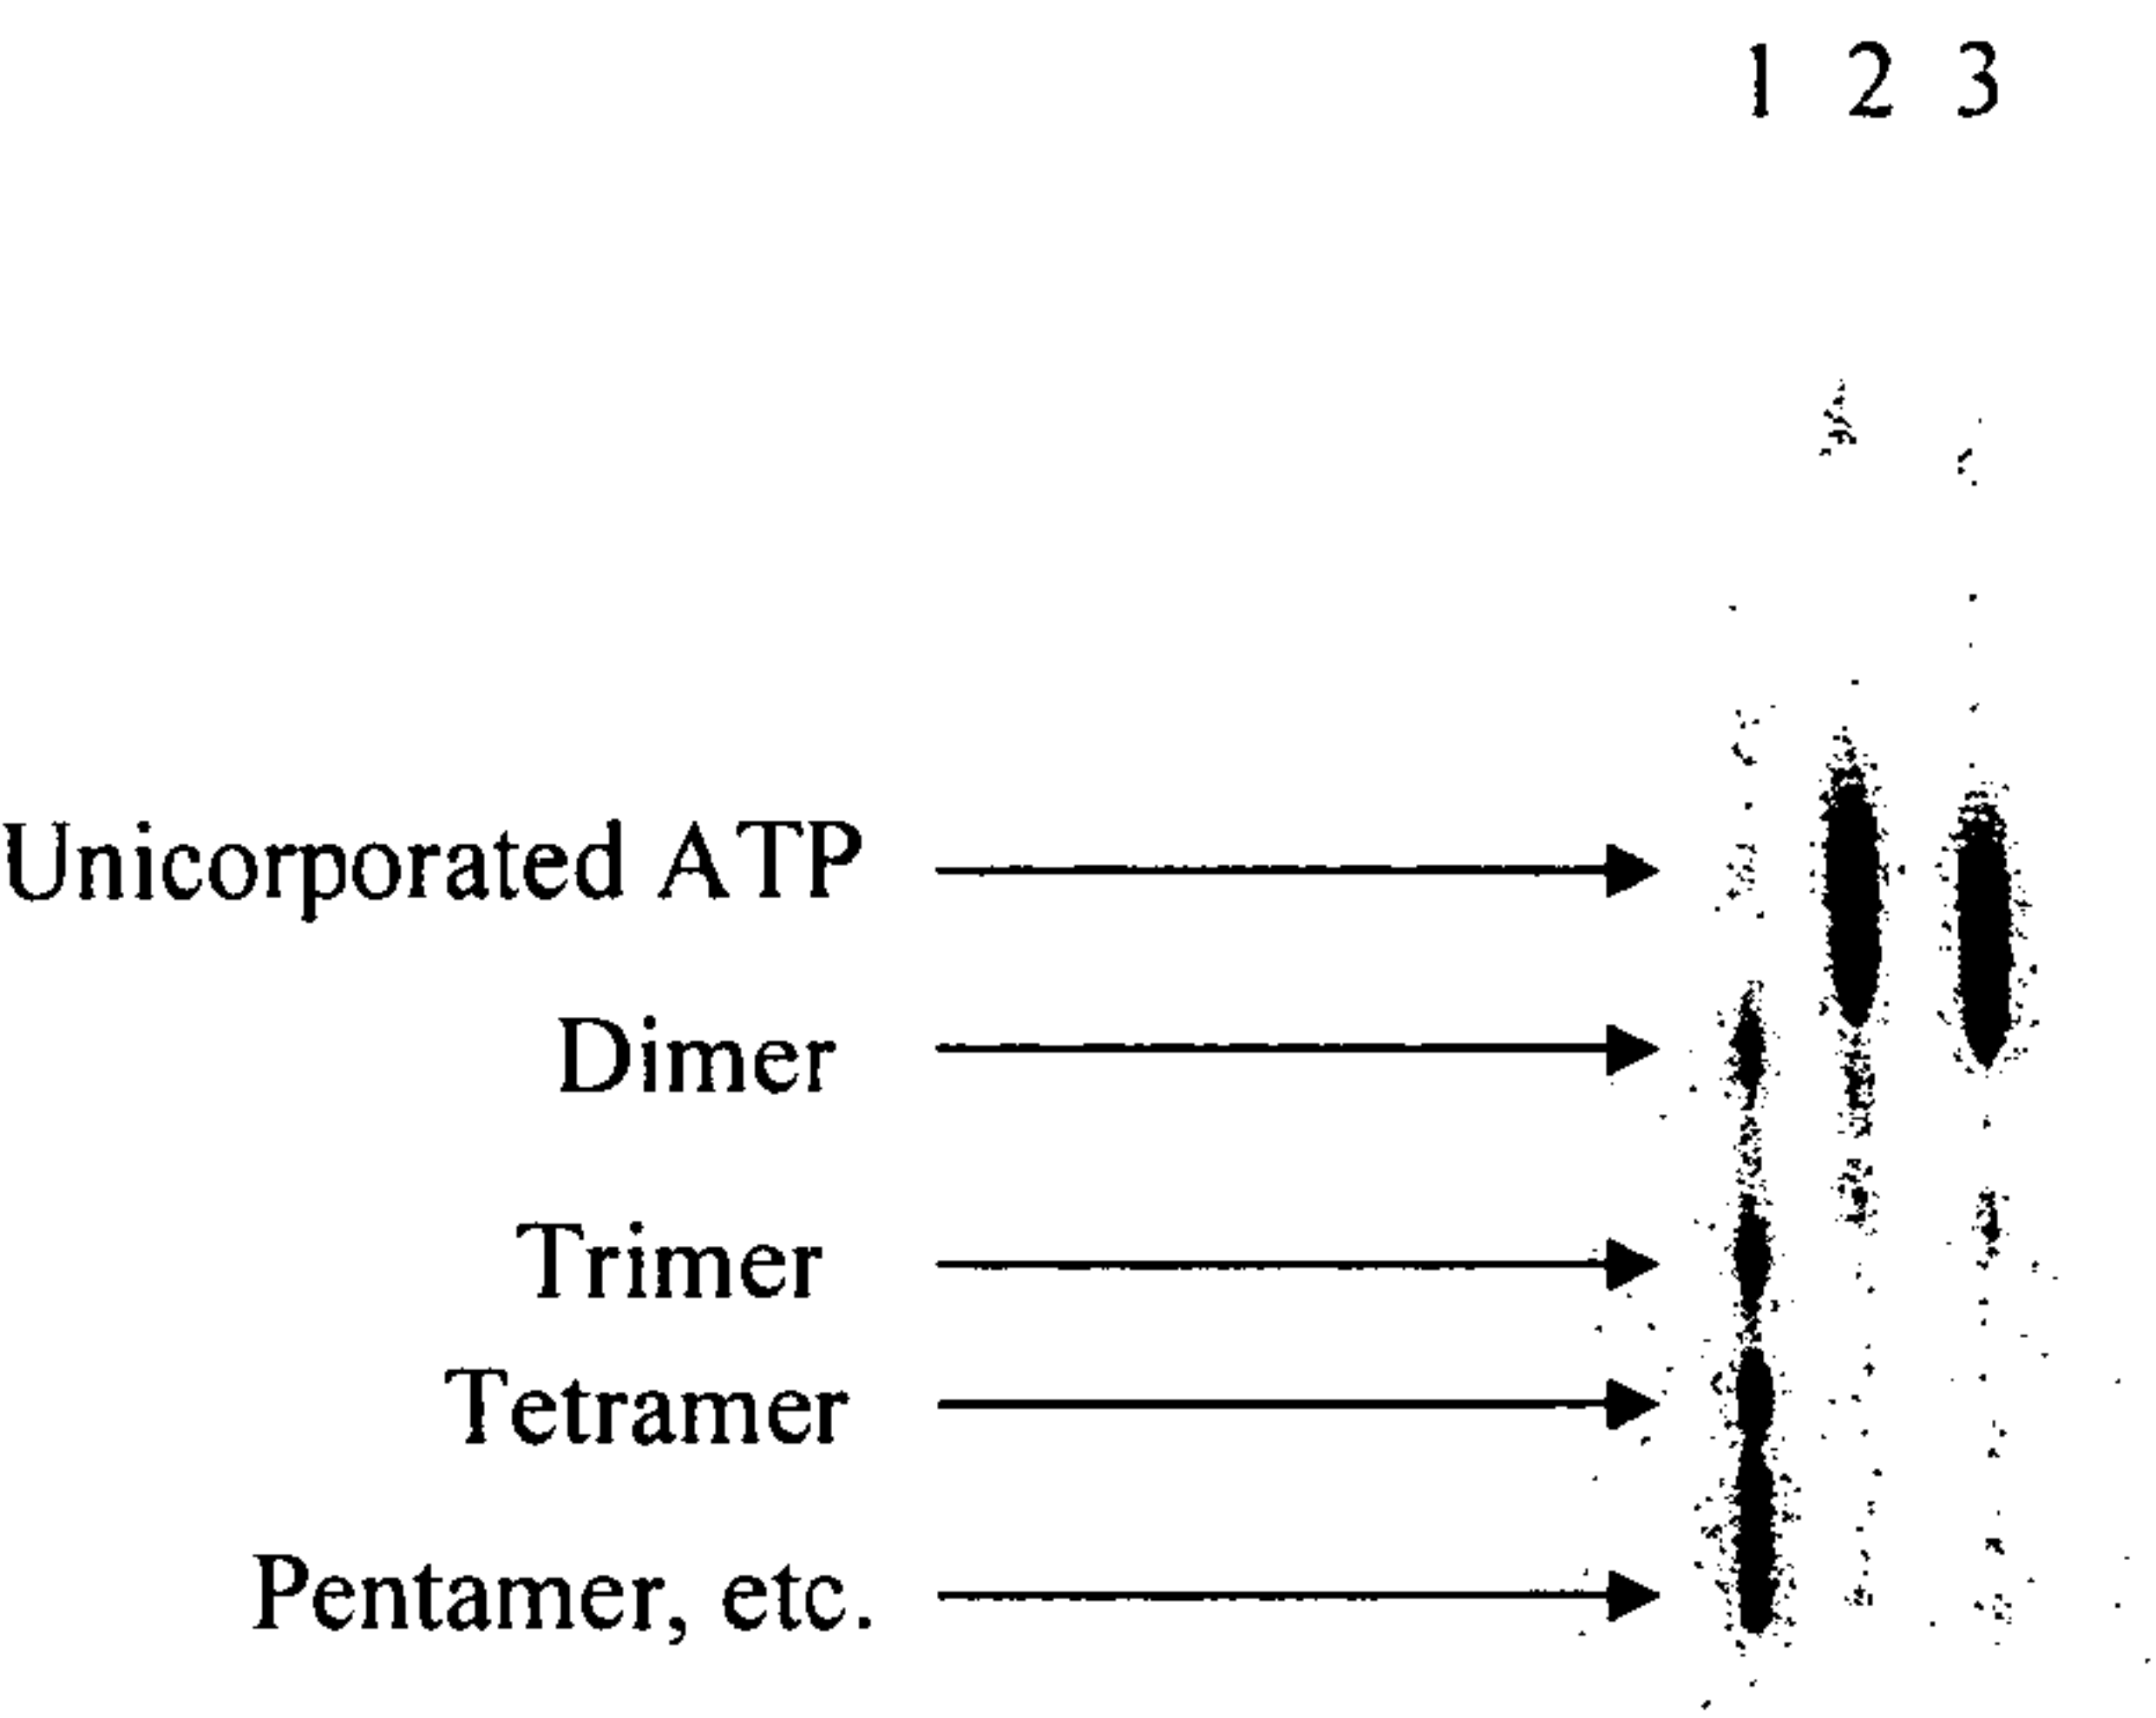 1 2 3
Unicorporated ATP
Dimer
Trimer
Tetramer
Pentamer, etc.